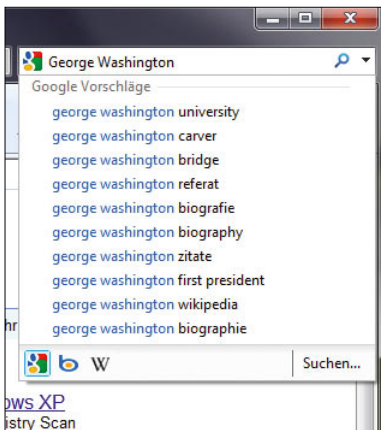 George Washington
Google Vorschläge
george washington university
george washington carver
george washington bridge
george washington referat
george washington biografie
george washington biography
george washington zitate
george washington first president
george washington wikipedia
george washington biographie
hr
W
Suchen...
ows XP
istry Scan